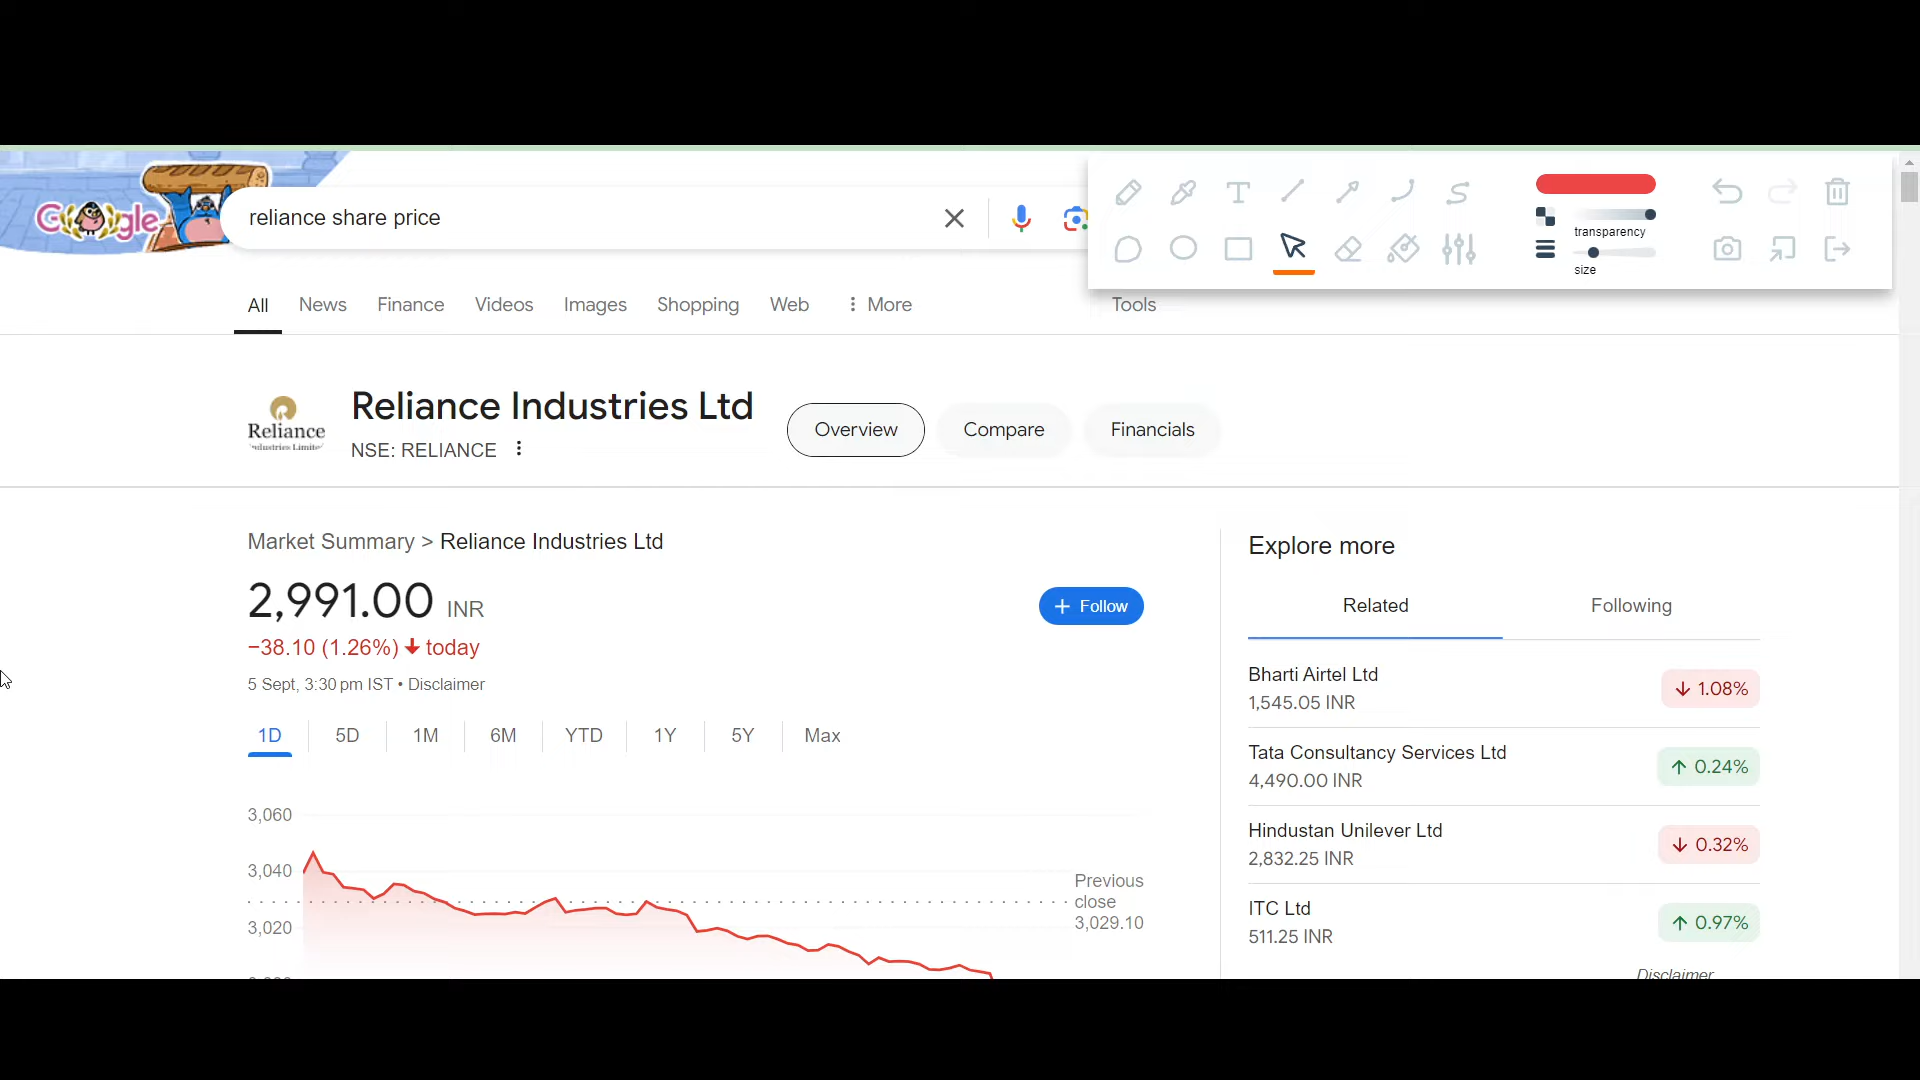 Google
reliance share price
T
transparency
size
All News Finance Videos Images Shopping Web More Tools
Reliance
Industries Limited
Reliance Industries Ltd
NSE: RELIANCE
Overview Compare Financials
Market Summary > Reliance Industries Ltd
2,991.00 INR
−38.10 (1.26%) today
5 Sept, 3:30 pm IST • Disclaimer
+ Follow
1D 5D 1M 6M YTD 1Y 5Y Max
3,060
3,040
3,020
Previous
close
3,029.10
Explore more
Related Following
Bharti Airtel Ltd
1,545.05 INR
1.08%
Tata Consultancy Services Ltd
4,490.00 INR
0.24%
Hindustan Unilever Ltd
2,832.25 INR
0.32%
ITC Ltd
511.25 INR
0.97%
Disclaimer